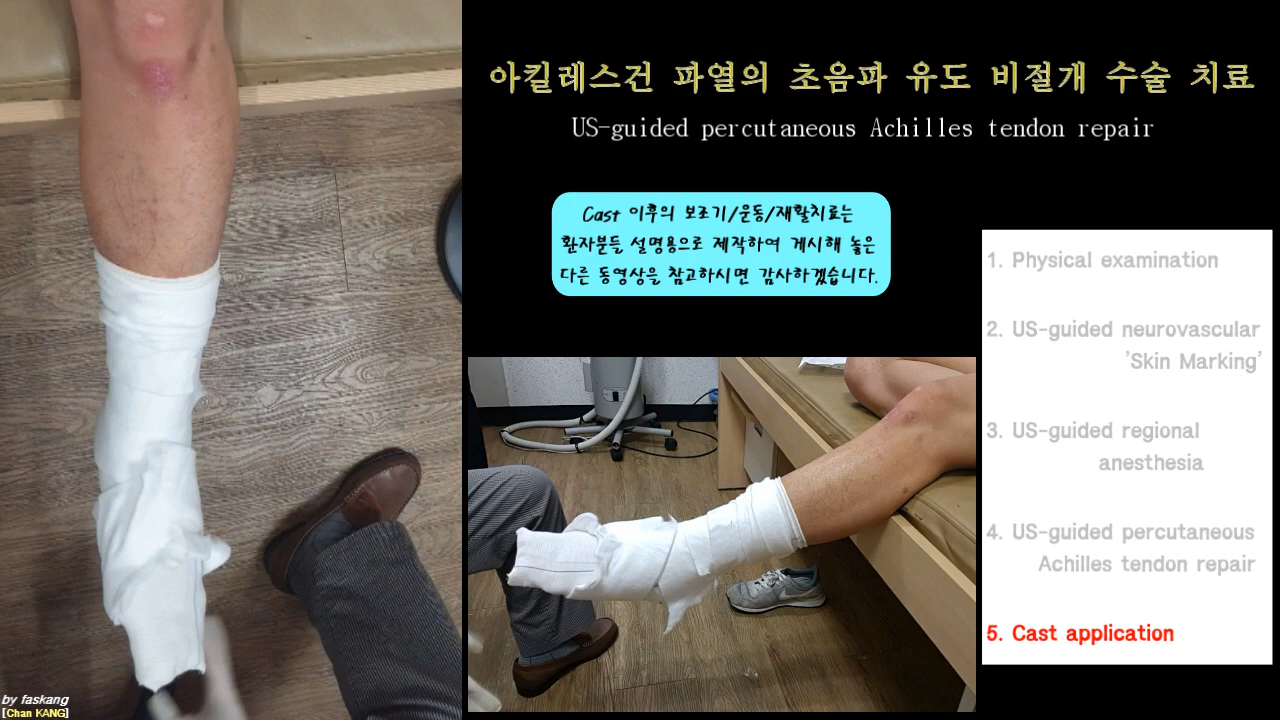 아킬레스건 파열의 초음파 유도 비절개 수술 치료
US-guided percutaneous Achilles tendon repair
Cast 이후의 보조기/운동/재활치료는
환자분들 설명용으로 제작하여 게시해 놓은
다른 동영상을 참고하시면 감사하겠습니다.
1. Physical examination
2. US-guided neurovascular
'Skin Marking'
3. US-guided regional
anesthesia
4. US-guided percutaneous
Achilles tendon repair
5. Cast application
by faskang
[Chan KANG]